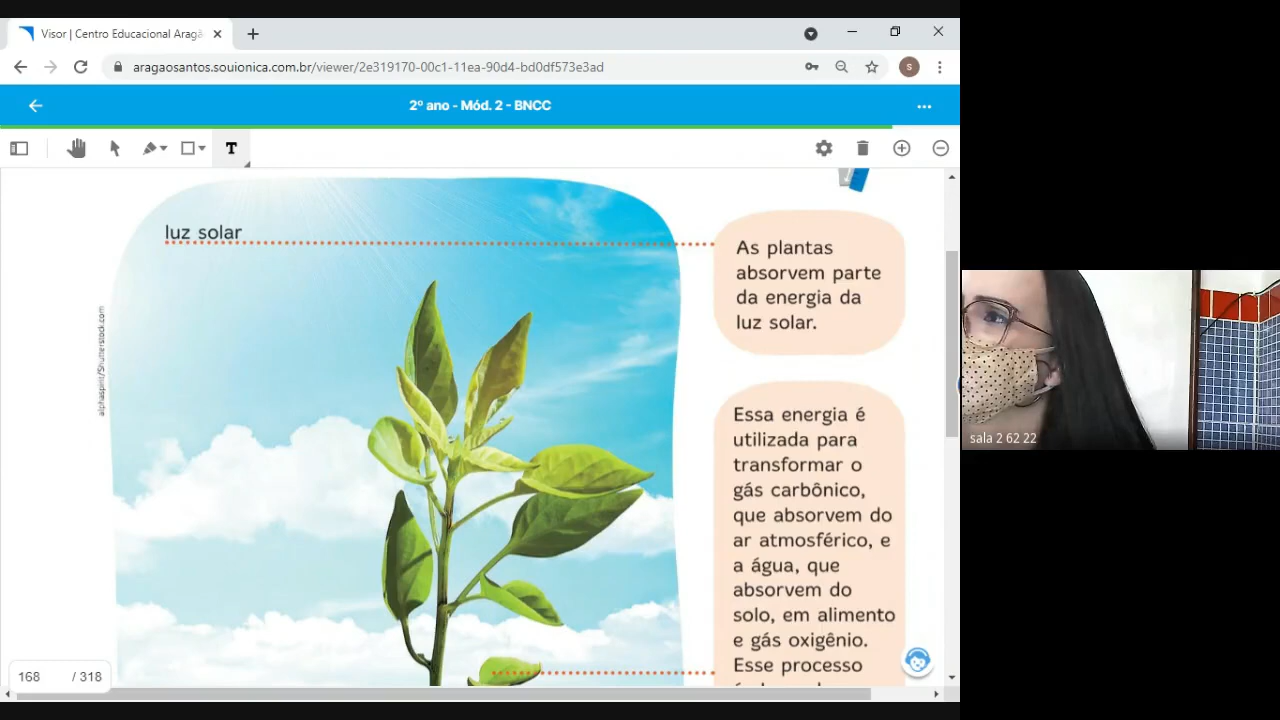 Visor | Centro Educacional Aragã
aragaosantos.souionica.com.br/viewer/2e319170-00c1-11ea-90d4-bd0df573e3ad
S
2º ano - Mód. 2 - BNCC
T
luz solar
As plantas
absorvem parte
da energia da
luz solar.
alphaspirit/Shutterstock.com
Essa energia é
utilizada para
transformar o
gás carbônico,
que absorvem do
ar atmosférico, e
a água, que
absorvem do
solo, em alimento
e gás oxigênio.
Esse processo
168 / 318
sala 2 62 22